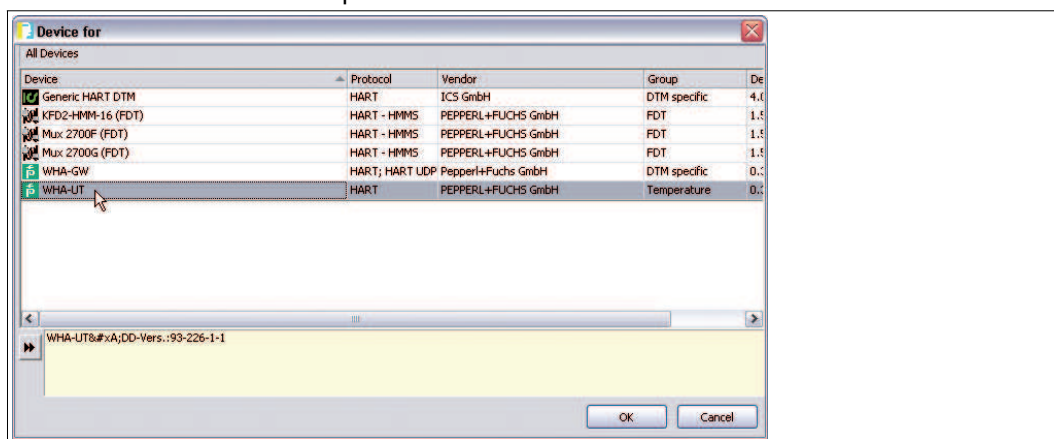 Device for
All Devices
Device Protocol Vendor Group De
Generic HART DTM HART ICS GmbH DTM specific
KFD2-HMM-16 (FDT) HART - HMMS PEPPERL+FUCHS GmbH FDT
Mux 2700F (FDT) HART - HMMS PEPPERL+FUCHS GmbH FDT
Mux 2700G (FDT) HART - HMMS PEPPERL+FUCHS GmbH FDT
WHA-GW HART; HART UDP Pepperl+Fuchs GmbH DTM specific
WHA-UT HART PEPPERL+FUCHS GmbH Temperature
WHA-UT&#xA;DD-Vers.:93-226-1-1
OK Cancel